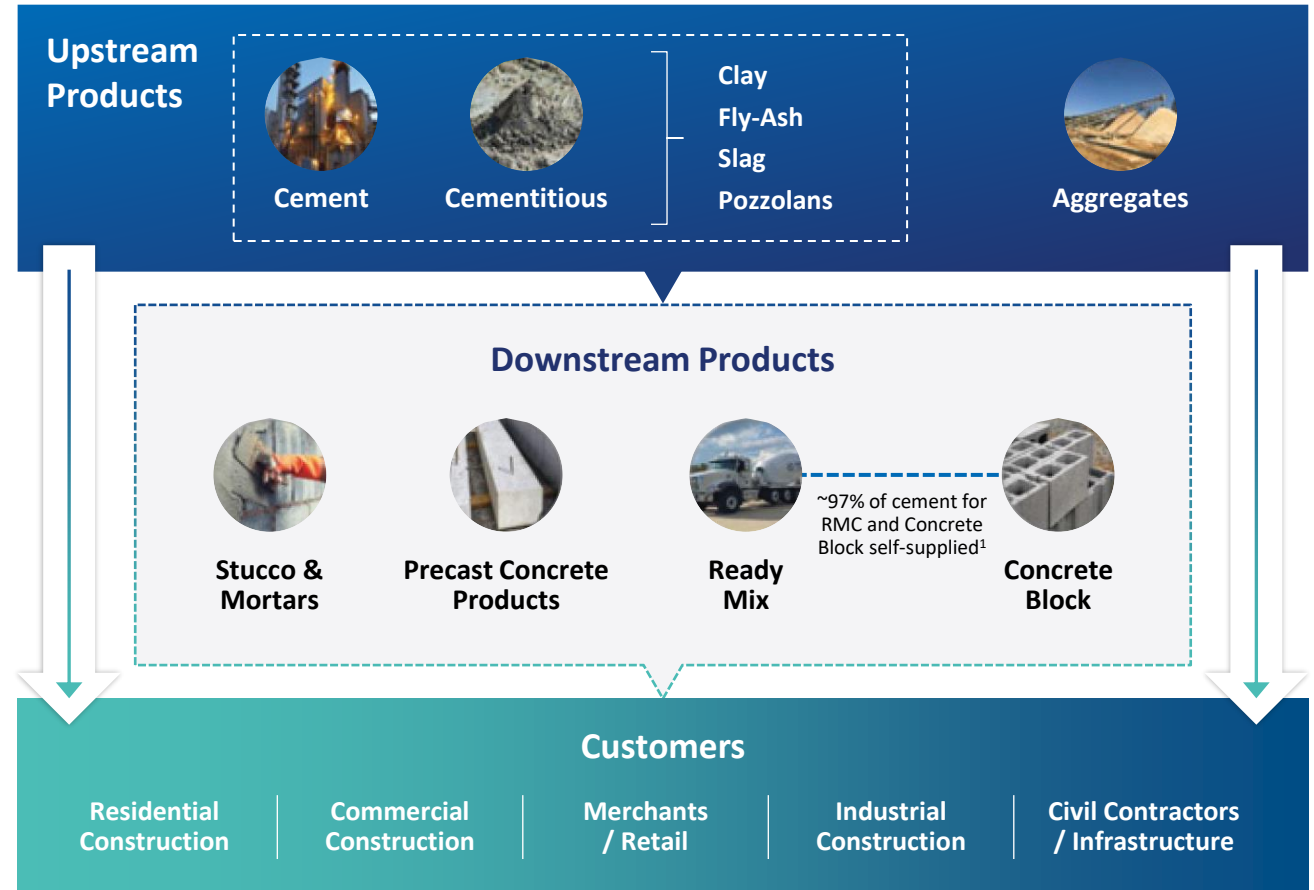 Upstream
Products
Cement
Cementitious
Clay
Fly-Ash
Slag
Pozzolans
Aggregates
Downstream Products
Stucco &
Mortars
Precast Concrete
Products
Ready
Mix
~97% of cement for
RMC and Concrete
Block self-supplied¹
Concrete
Block
Customers
Residential
Construction
Commercial
Construction
Merchants
/ Retail
Industrial
Construction
Civil Contractors
/ Infrastructure